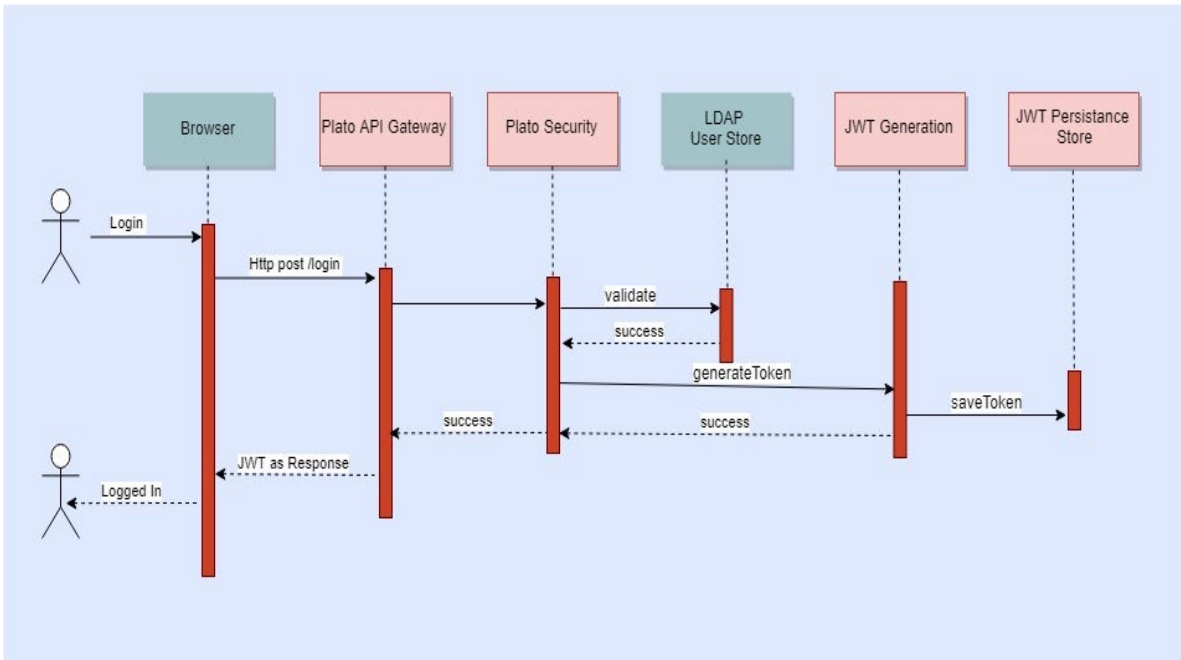 Browser
Plato API Gateway
Plato Security
LDAP
User Store
JWT Generation
JWT Persistance
Store
Login
Http post /login
validate
success
generateToken
saveToken
success
success
JWT as Response
Logged In